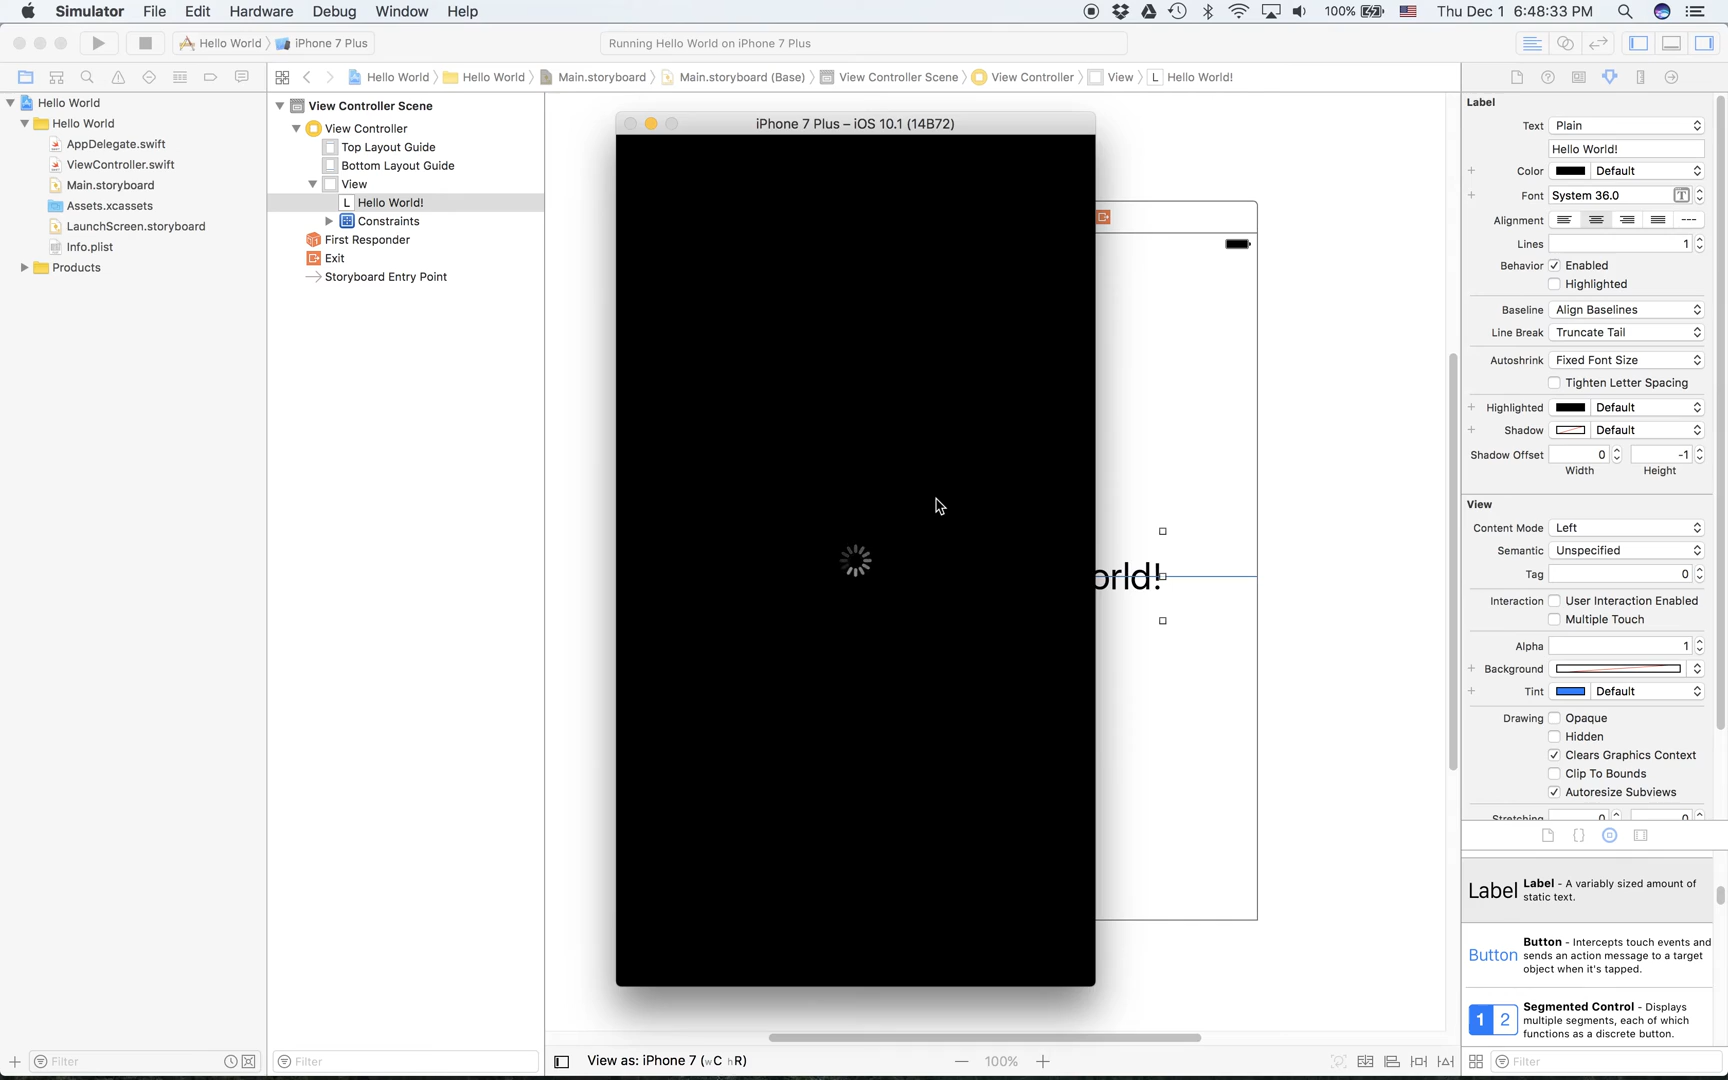 Simulator File Edit Hardware Debug Window Help 100% Thu Dec 1 6:48:33 PM
Hello World iPhone 7 Plus Running Hello World on iPhone 7 Plus
Hello World Hello World Main.storyboard Main.storyboard (Base) View Controller Scene View Controller View L Hello World!
Hello World
Hello World
AppDelegate.swift
ViewController.swift
Main.storyboard
Assets.xcassets
LaunchScreen.storyboard
Info.plist
Products
Filter
View Controller Scene
View Controller
Top Layout Guide
Bottom Layout Guide
View
L Hello World!
Constraints
First Responder
Exit
Storyboard Entry Point
Filter
iPhone 7 Plus – iOS 10.1 (14B72)
orld!
View as: iPhone 7 (wC hR) 100%
Label
Text Plain
Hello World!
Color Default
Font System 36.0 T
Alignment ---
Lines 1
Behavior Enabled
Highlighted
Baseline Align Baselines
Line Break Truncate Tail
Autoshrink Fixed Font Size
Tighten Letter Spacing
Highlighted Default
Shadow Default
Shadow Offset 0 -1
Width Height
View
Content Mode Left
Semantic Unspecified
Tag 0
Interaction User Interaction Enabled
Multiple Touch
Alpha 1
Background
Tint Default
Drawing Opaque
Hidden
Clears Graphics Context
Clip To Bounds
Autoresize Subviews
Stretching 0 0
{}
Label Label - A variably sized amount of
static text.
Button Button - Intercepts touch events and
sends an action message to a target
object when it's tapped.
1 2 Segmented Control - Displays
multiple segments, each of which
functions as a discrete button.
Filter